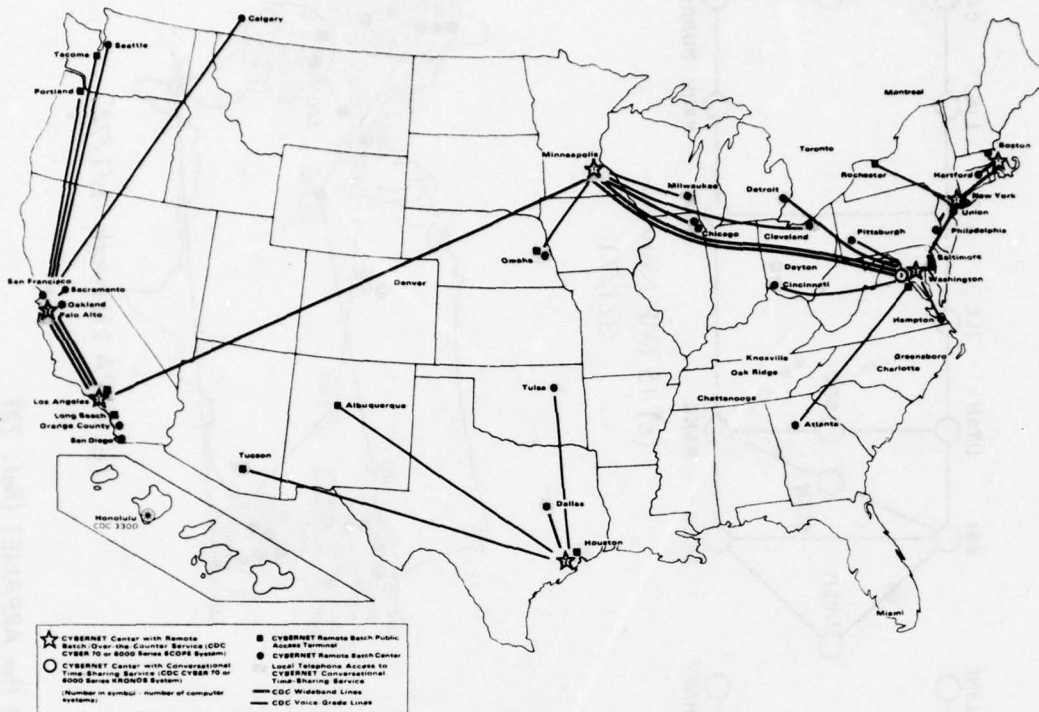 Calgary
Seattle
Tacoma
Portland
Montreal
Toronto
Boston
Rochester
Hartford
New York
Union
Minneapolis
Milwaukee
Detroit
Chicago
Cleveland
Pittsburgh
Philadelphia
Baltimore
Washington
Omaha
Dayton
Cincinnati
Denver
San Francisco
Sacramento
Oakland
Palo Alto
Hampton
Knoxville
Oak Ridge
Greensboro
Charlotte
Chattanooga
Los Angeles
Long Beach
Orange County
San Diego
Albuquerque
Tulsa
Atlanta
Tucson
Dallas
Houston
Honolulu
CDC 3300
Miami
CYBERNET Center with Remote
Batch/Over-the-Counter Service (CDC
CYBER 70 or 6000 Series SCOPE System)
CYBERNET Center with Conversational
Time-Sharing Service (CDC CYBER 70 or
6000 Series KRONOS System)
(Number in symbol - number of computer
systems)
CYBERNET Remote Batch Public
Access Terminal
CYBERNET Remote Batch Center
Local Telephone Access to
CYBERNET Conversational
Time-Sharing Service
CDC Wideband Lines
CDC Voice-Grade Lines